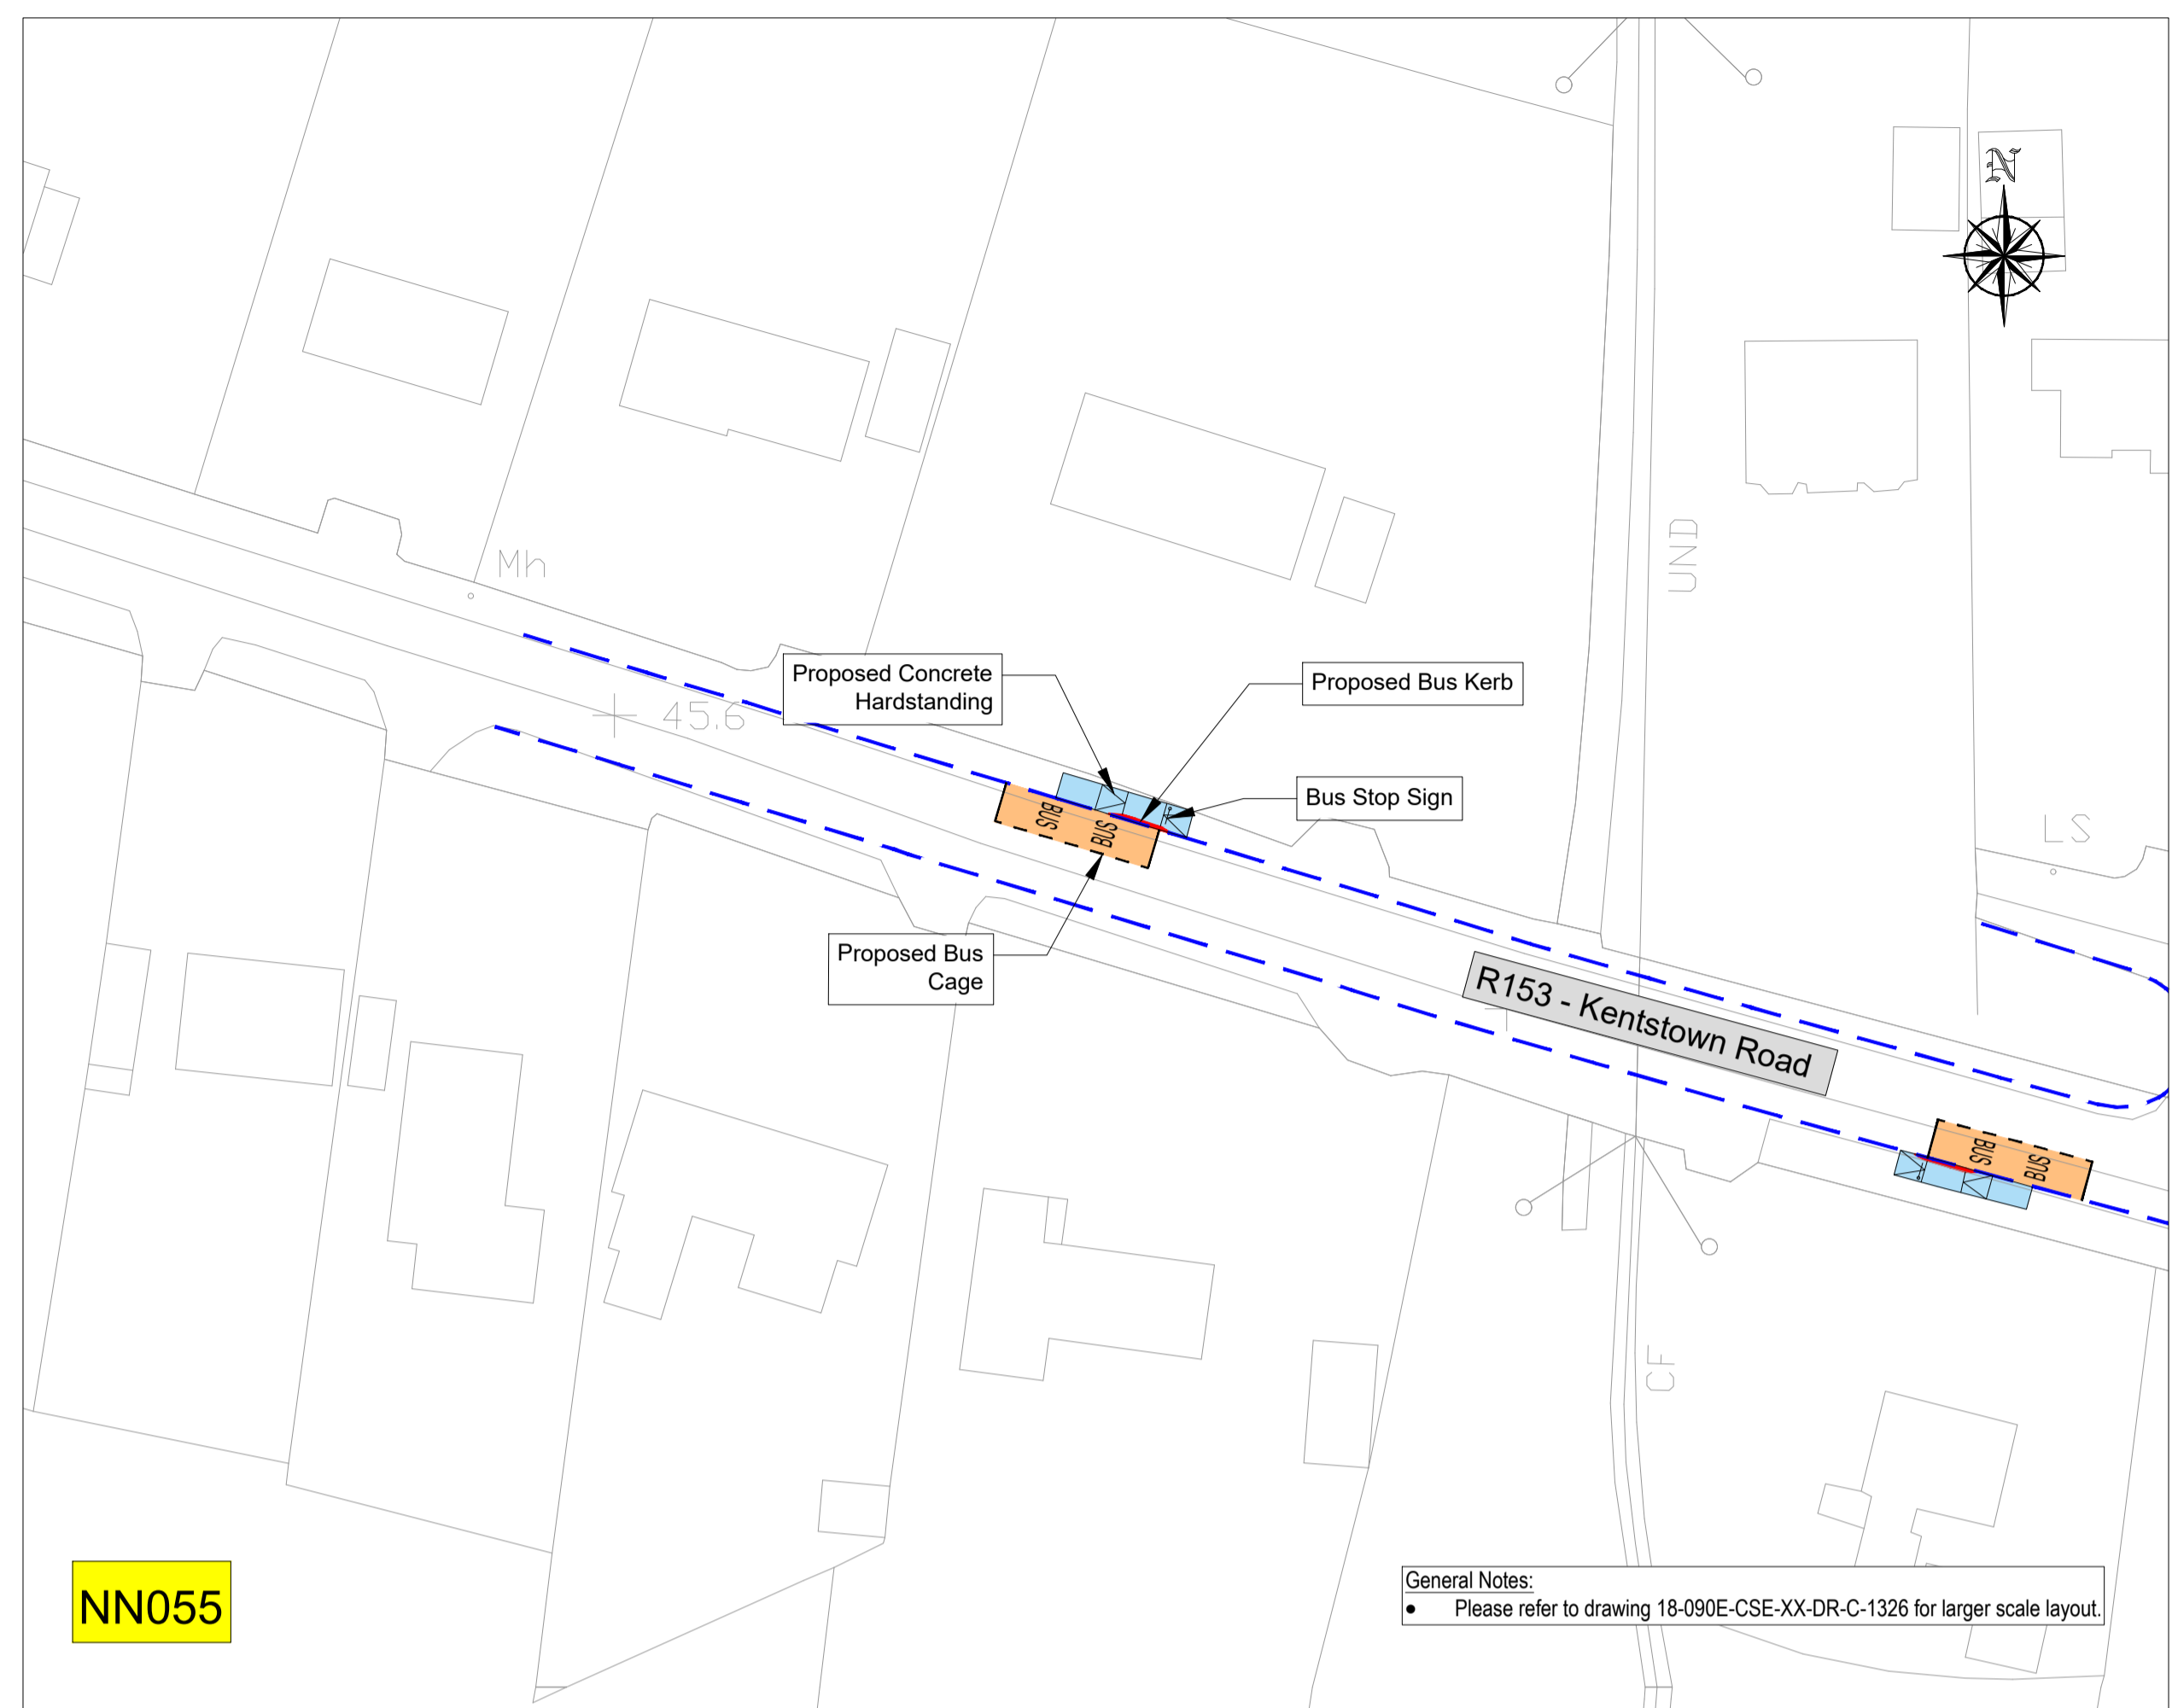 N
UND
Mh
Proposed Concrete
Hardstanding
Proposed Bus Kerb
45.6
Bus Stop Sign
BUS
BUS
LS
Proposed Bus
Cage
R153 - Kentstown Road
BUS
BUS
CF
NN055
General Notes:
• Please refer to drawing 18-090E-CSE-XX-DR-C-1326 for larger scale layout.